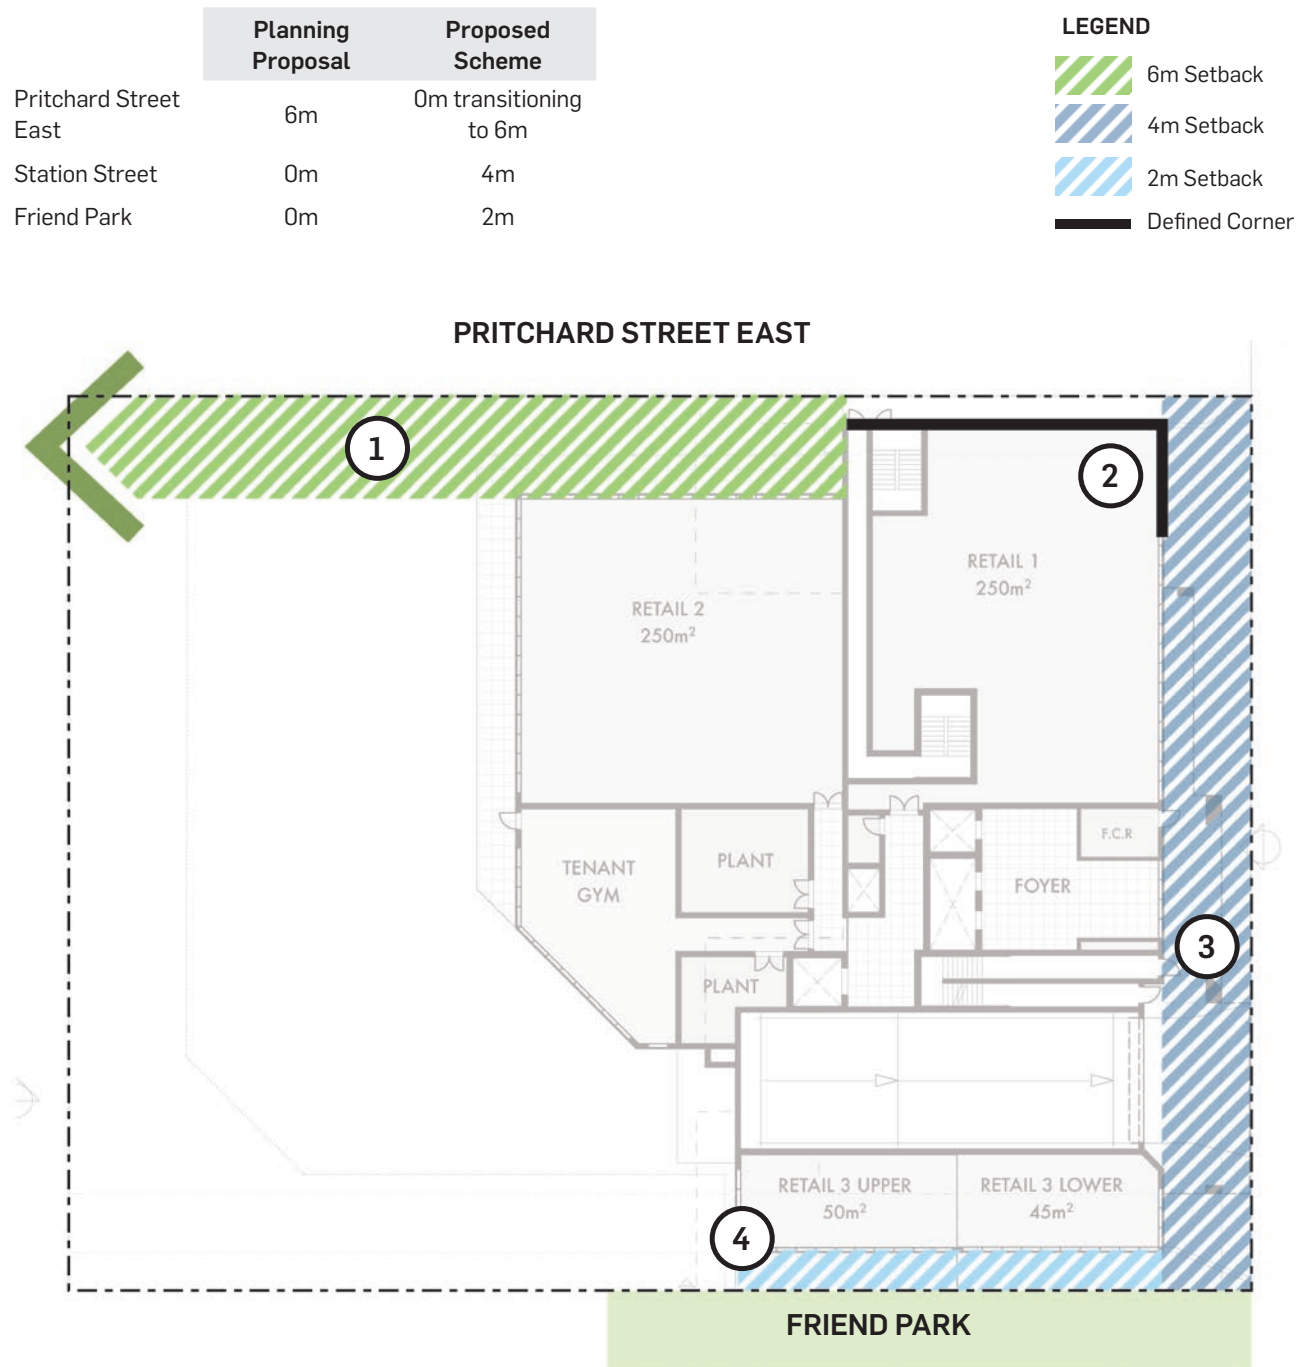 Planning Proposal
Proposed Scheme
Pritchard Street East
6m
0m transitioning to 6m
Station Street
0m
4m
Friend Park
0m
2m
LEGEND
6m Setback
4m Setback
2m Setback
Defined Corner
PRITCHARD STREET EAST
1
2
RETAIL 1
250m²
RETAIL 2
250m²
F.C.R
PLANT
TENANT
GYM
FOYER
3
PLANT
RETAIL 3 UPPER
50m²
RETAIL 3 LOWER
45m²
4
FRIEND PARK